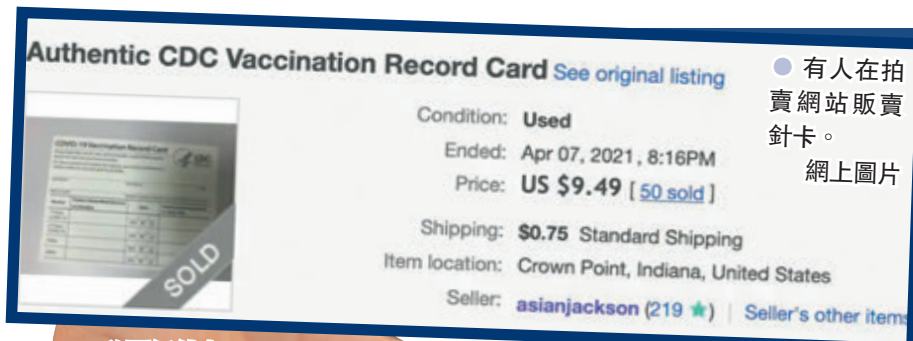 Authentic CDC Vaccination Record Card See original listing
Condition: Used
Ended: Apr 07, 2021, 8:16PM
Price: US $9.49 [ 50 sold ]
Shipping: $0.75 Standard Shipping
Item location: Crown Point, Indiana, United States
Seller: asianjackson (219 ★) | Seller's other items
COVID-19 Vaccination Record Card
CDC
SOLD
● 有人在拍
賣網站販賣
針卡。
網上圖片